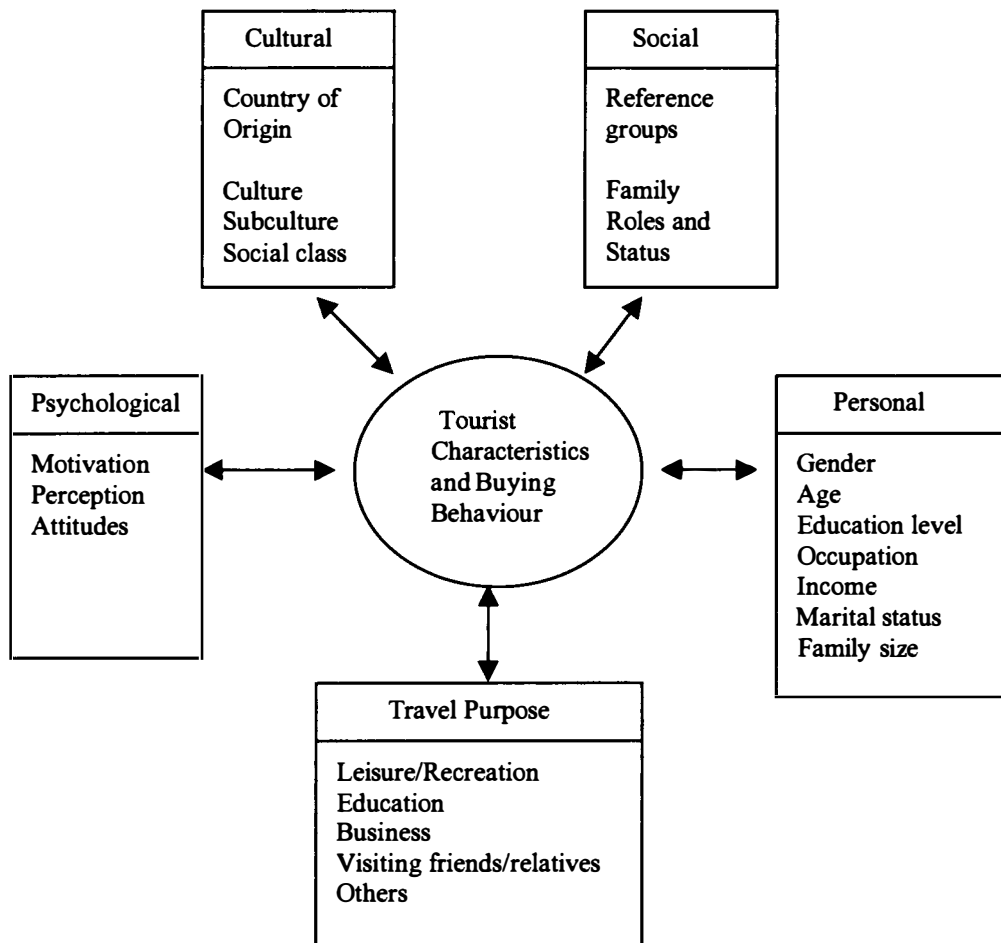 Cultural
Country of
Origin
Culture
Subculture
Social class
Social
Reference
groups
Family
Roles and
Status
Psychological
Motivation
Perception
Attitudes
Tourist
Characteristics
and Buying
Behaviour
Personal
Gender
Age
Education level
Occupation
Income
Marital status
Family size
Travel Purpose
Leisure/Recreation
Education
Business
Visiting friends/relatives
Others